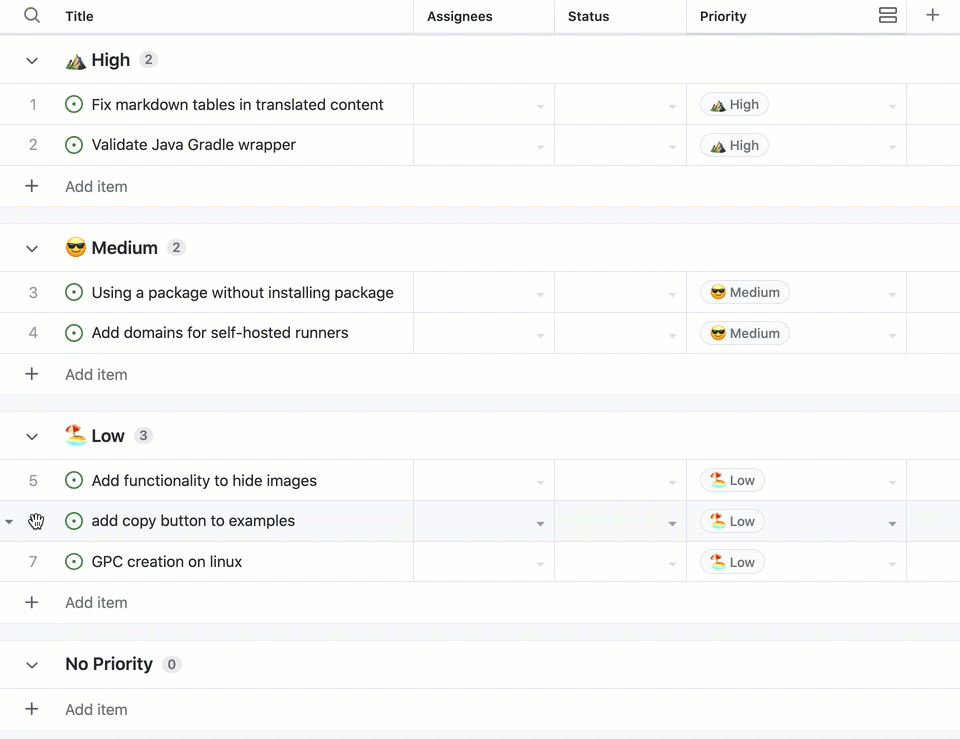 Title Assignees Status Priority
High 2
1 Fix markdown tables in translated content High
2 Validate Java Gradle wrapper High
Add item
Medium 2
3 Using a package without installing package Medium
4 Add domains for self-hosted runners Medium
Add item
Low 3
5 Add functionality to hide images Low
add copy button to examples Low
7 GPC creation on linux Low
Add item
No Priority 0
Add item